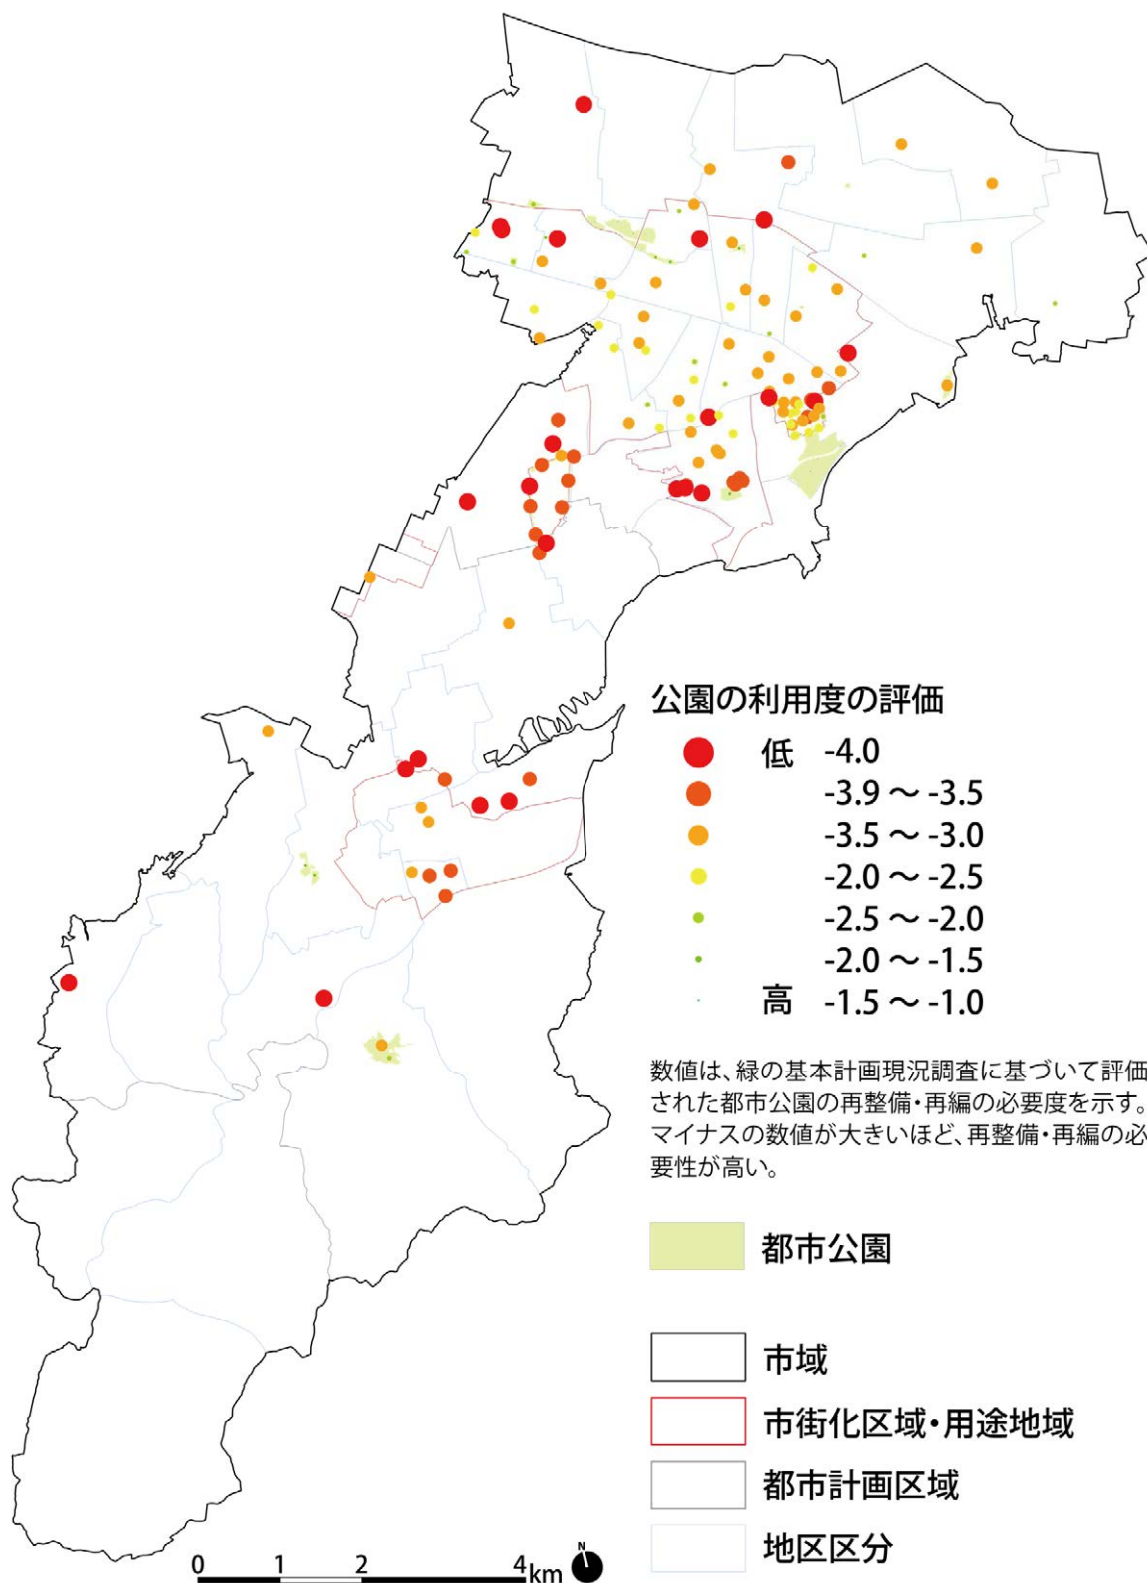 公園の利用度の評価
低 -4.0
-3.9 〜 -3.5
-3.5 〜 -3.0
-2.0 〜 -2.5
-2.5 〜 -2.0
-2.0 〜 -1.5
高 -1.5 〜 -1.0
数値は、緑の基本計画現況調査に基づいて評価
された都市公園の再整備・再編の必要度を示す。
マイナスの数値が大きいほど、再整備・再編の必
要性が高い。
都市公園
市域
市街化区域・用途地域
都市計画区域
地区区分
0 1 2 4 km N